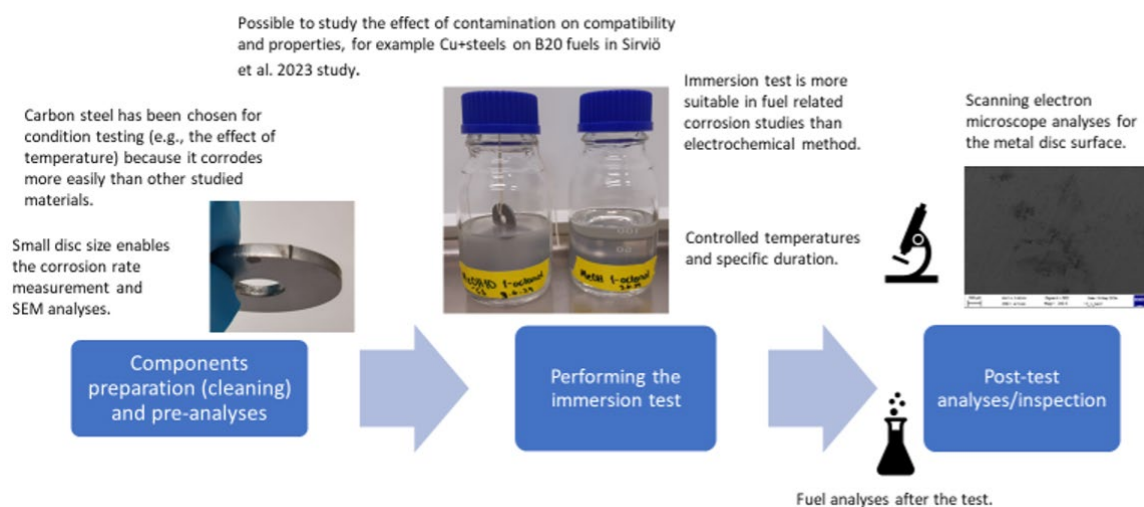 Possible to study the effect of contamination on compatibility
and properties, for example Cu+steels on B20 fuels in Sirviö
et al. 2023 study.
Carbon steel has been chosen for
condition testing (e.g., the effect of
temperature) because it corrodes
more easily than other studied
materials.
Small disc size enables
the corrosion rate
measurement and
SEM analyses.
1-octanol
1-octanol
Immersion test is more
suitable in fuel related
corrosion studies than
electrochemical method.
Controlled temperatures
and specific duration.
Scanning electron
microscope analyses for
the metal disc surface.
Components
preparation (cleaning)
and pre-analyses
Performing the
immersion test
Post-test
analyses/inspection
Fuel analyses after the test.